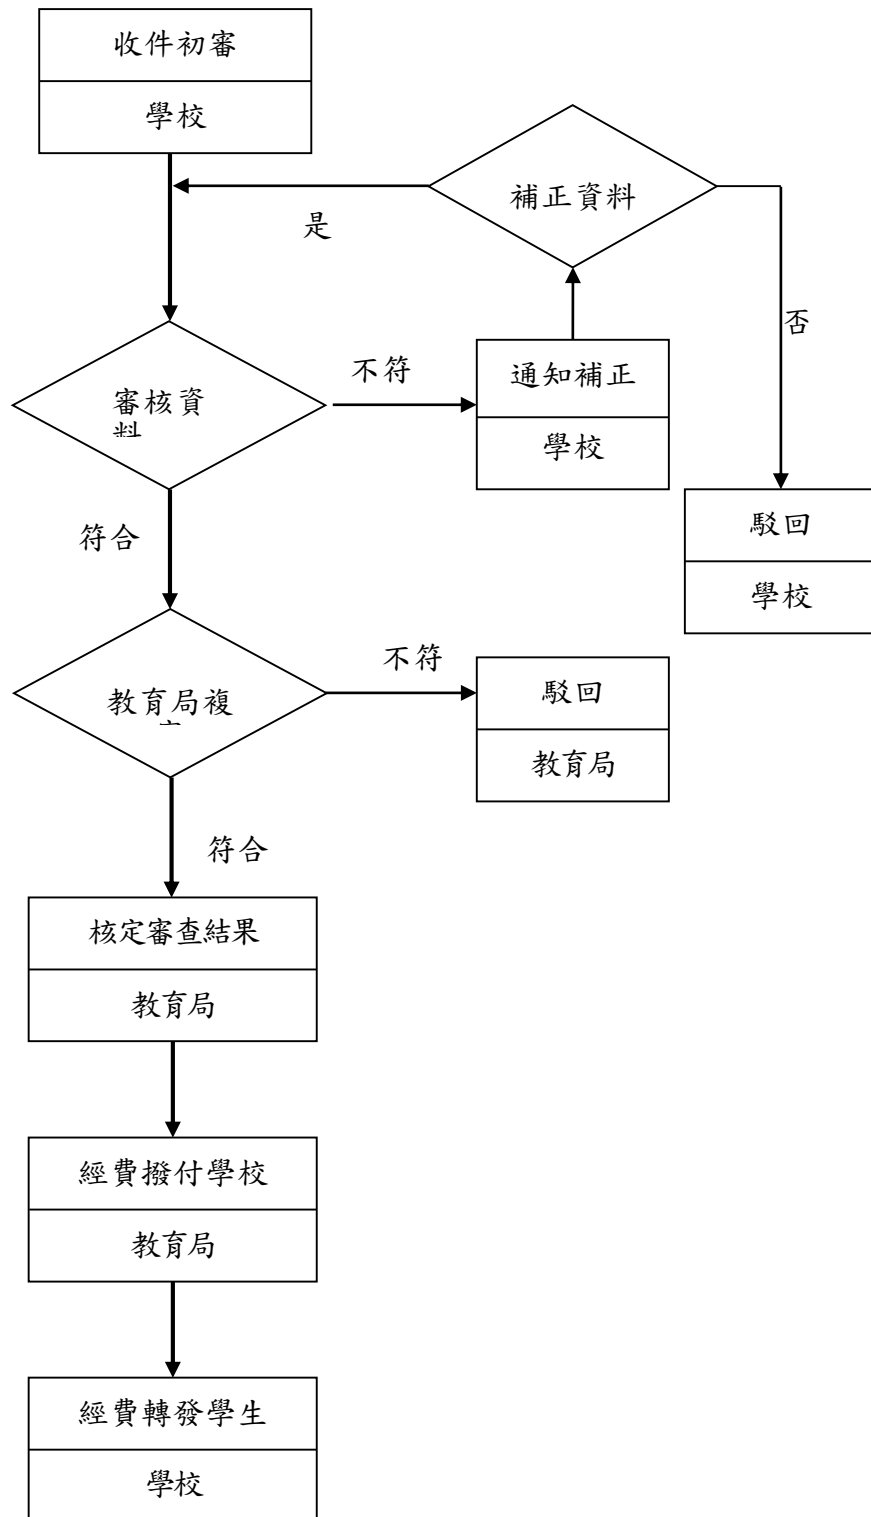 收件初審
學校
補正資料
是
否
不符
通知補正
學校
審核資
料
符合
駁回
學校
不符
教育局複
駁回
教育局
符合
核定審查結果
教育局
經費撥付學校
教育局
經費轉發學生
學校